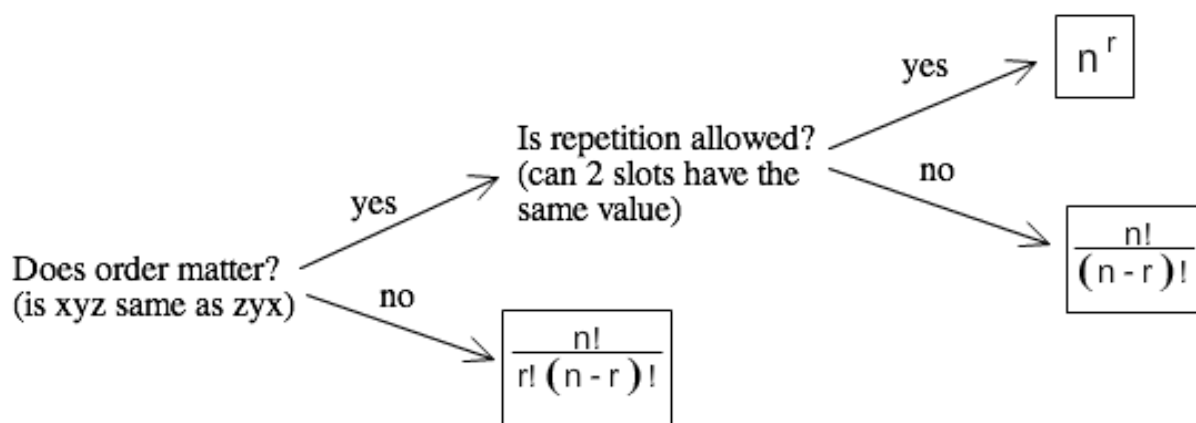 yes
n^r
Is repetition allowed?
(can 2 slots have the
same value)
no
n!
(n - r)!
yes
Does order matter?
(is xyz same as zyx)
no
n!
r! (n - r)!